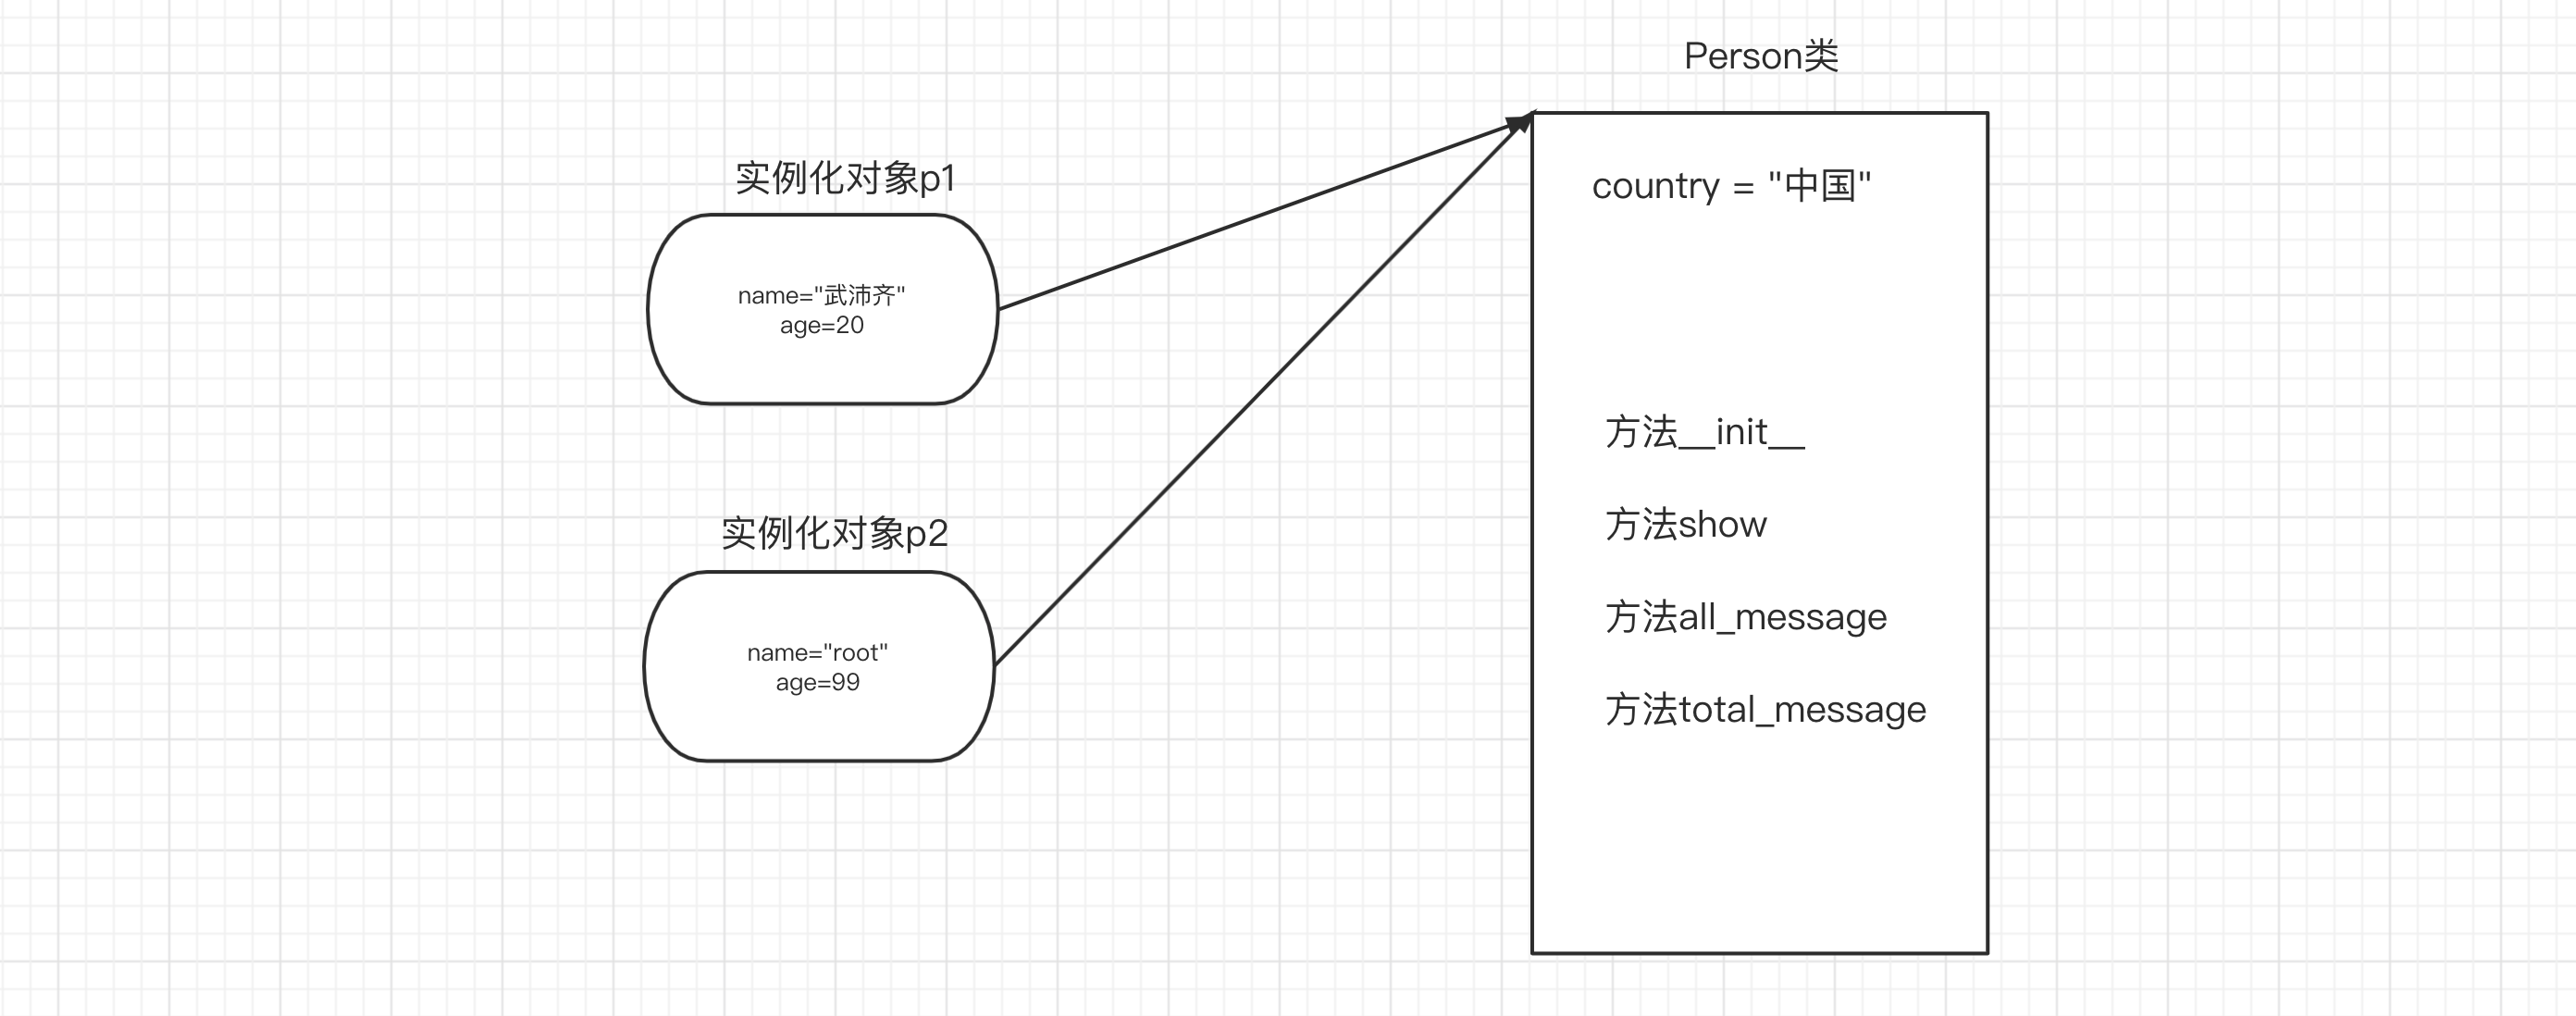 Person类
country = "中国"
实例化对象p1
name="武沛齐"
age=20
方法__init__
方法show
实例化对象p2
方法all_message
name="root"
age=99
方法total_message